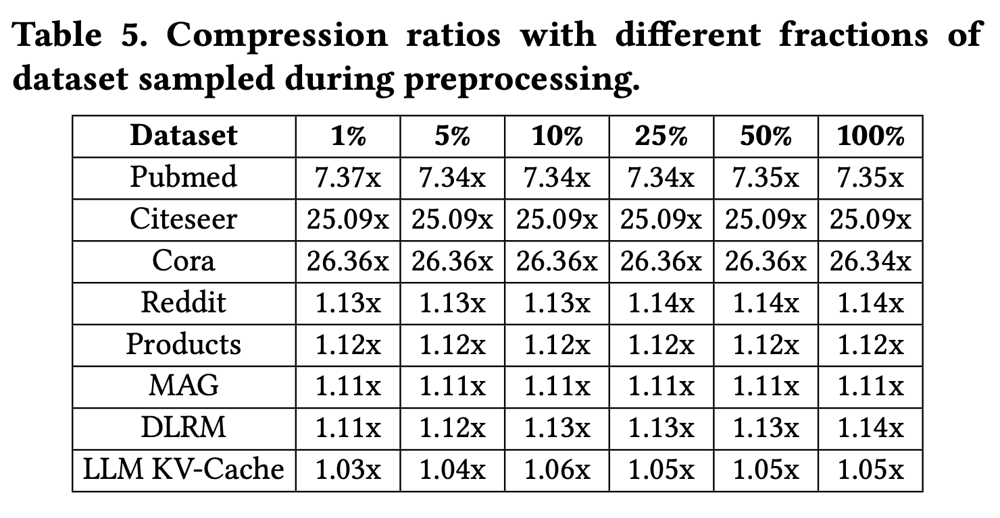 Table 5. Compression ratios with different fractions of
dataset sampled during preprocessing.
Dataset 1% 5% 10% 25% 50% 100%
Pubmed 7.37x 7.34x 7.34x 7.34x 7.35x 7.35x
Citeseer 25.09x 25.09x 25.09x 25.09x 25.09x 25.09x
Cora 26.36x 26.36x 26.36x 26.36x 26.36x 26.34x
Reddit 1.13x 1.13x 1.13x 1.14x 1.14x 1.14x
Products 1.12x 1.12x 1.12x 1.12x 1.12x 1.12x
MAG 1.11x 1.11x 1.11x 1.11x 1.11x 1.11x
DLRM 1.11x 1.12x 1.13x 1.13x 1.13x 1.14x
LLM KV-Cache 1.03x 1.04x 1.06x 1.05x 1.05x 1.05x